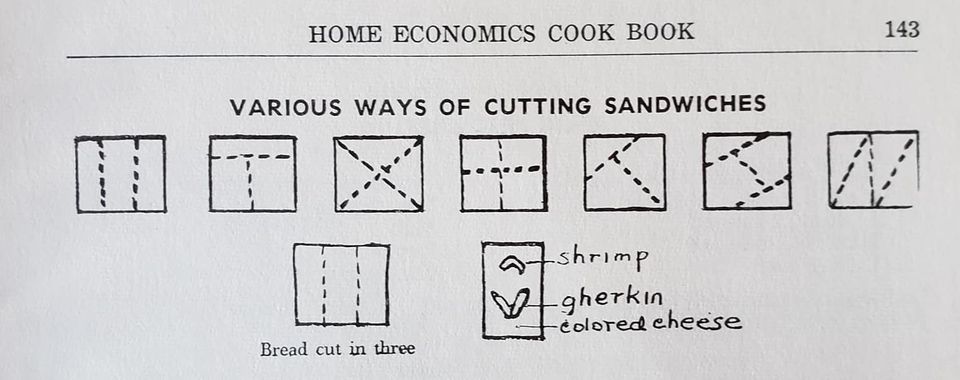 HOME ECONOMICS COOK BOOK 143
VARIOUS WAYS OF CUTTING SANDWICHES
shrimp
gherkin
colored cheese
Bread cut in three